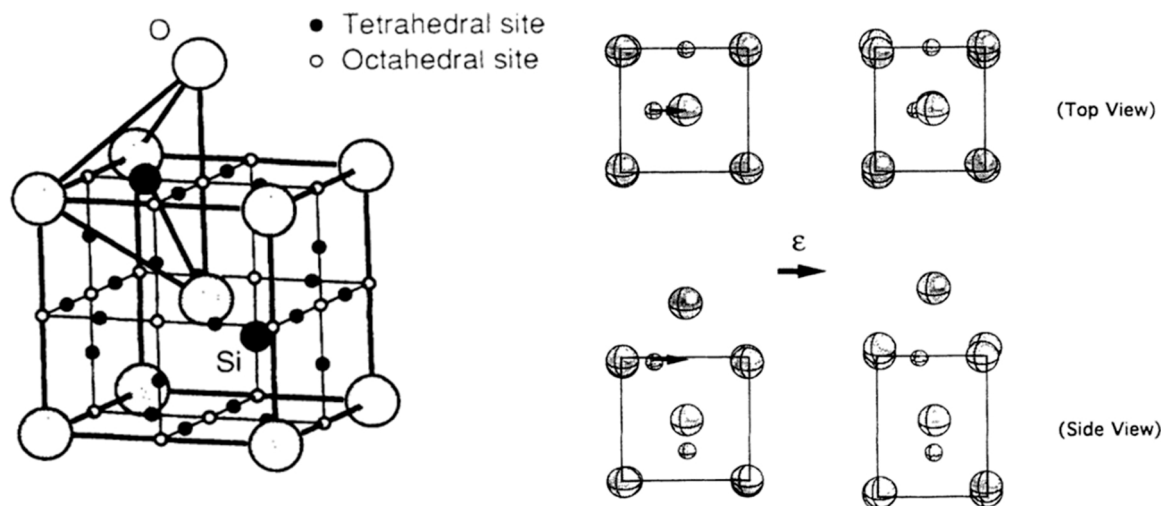 O
Tetrahedral site
Octahedral site
Si
(Top View)
ε
(Side View)